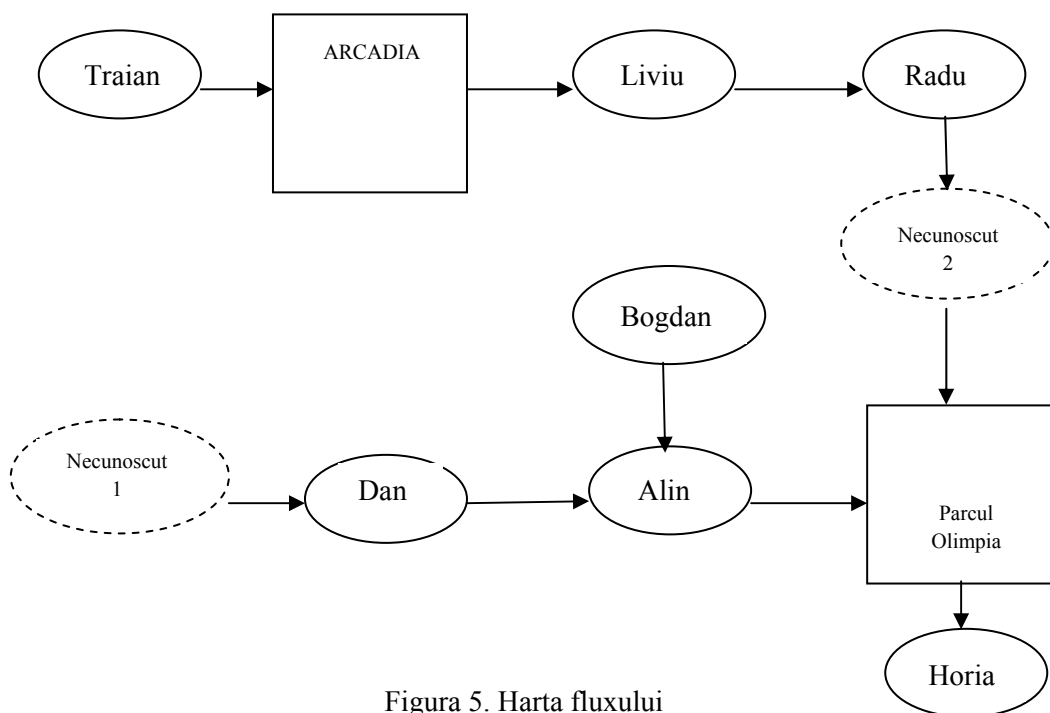 Traian
ARCADIA
Liviu
Radu
Necunoscut
2
Bogdan
Necunoscut
1
Dan
Alin
Parcul
Olimpia
Horia
Figura 5. Harta fluxului